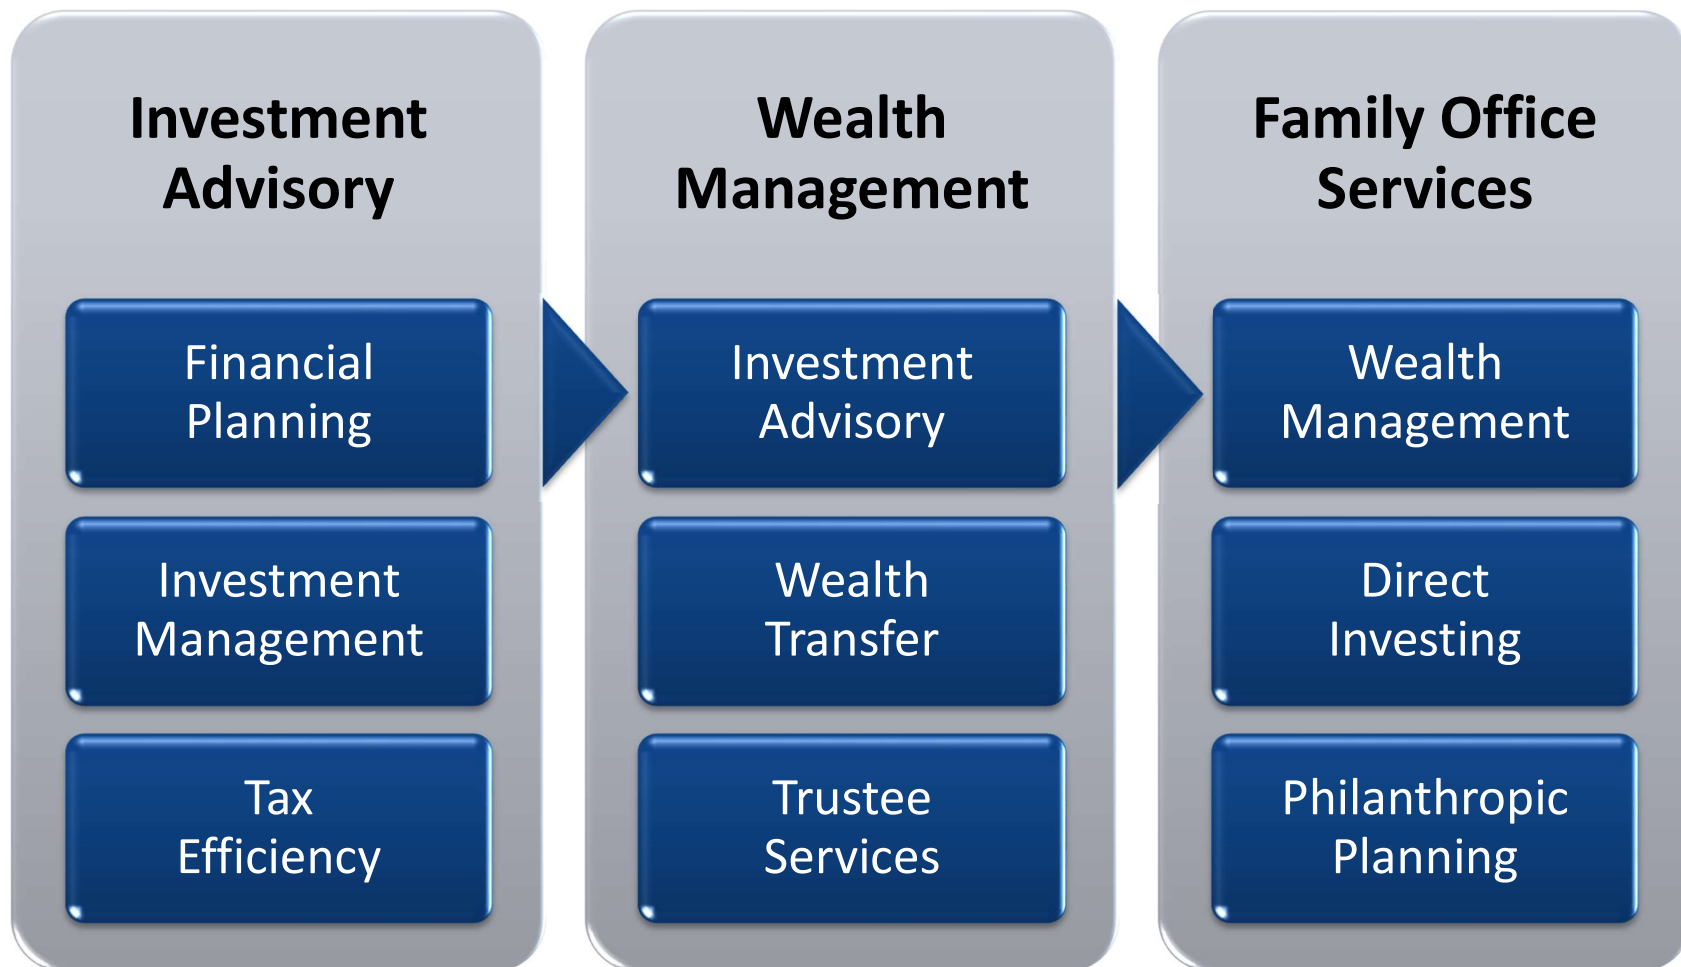 Investment
Advisory
Financial
Planning
Investment
Management
Tax
Efficiency
Wealth
Management
Investment
Advisory
Wealth
Transfer
Trustee
Services
Family Office
Services
Wealth
Management
Direct
Investing
Philanthropic
Planning